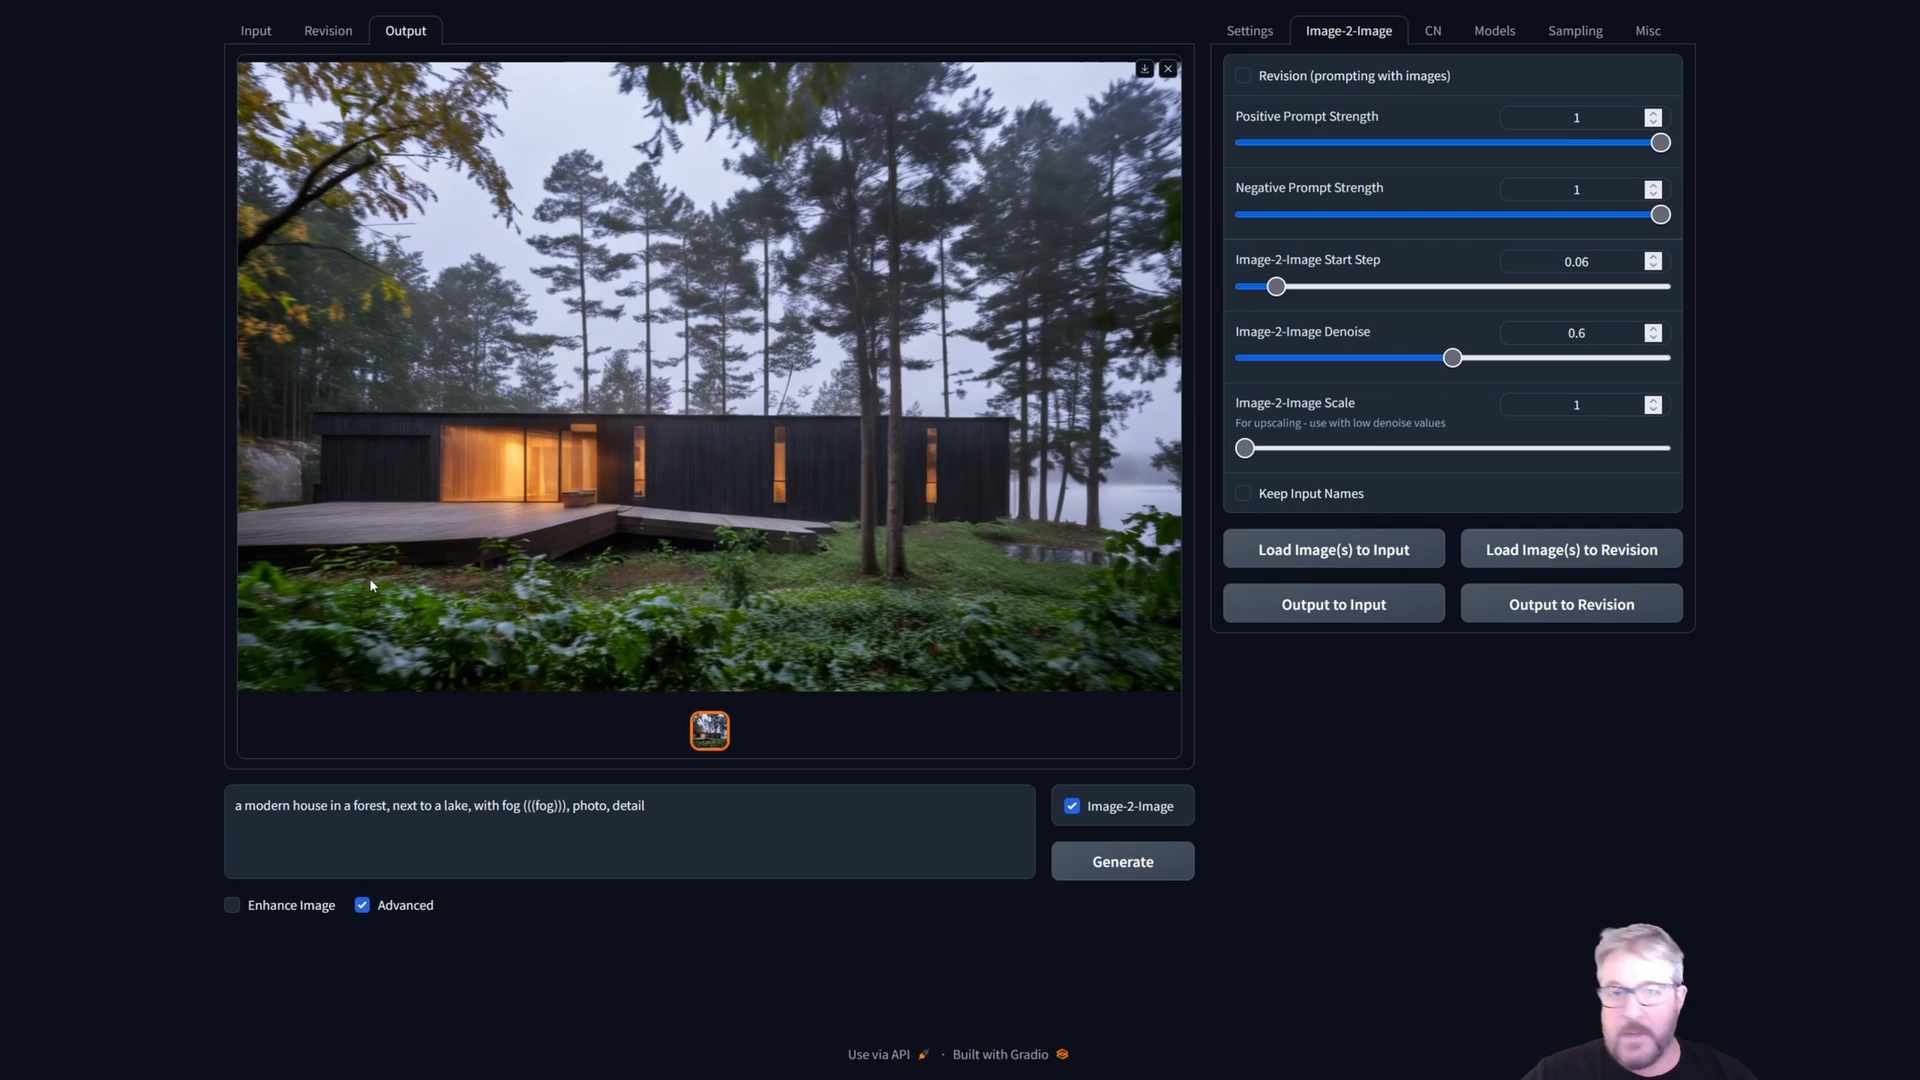 Input Revision Output
Settings Image-2-Image CN Models Sampling Misc
Revision (prompting with images)
Positive Prompt Strength 1
Negative Prompt Strength 1
Image-2-Image Start Step 0.06
Image-2-Image Denoise 0.6
Image-2-Image Scale 1
For upscaling - use with low denoise values
Keep Input Names
Load Image(s) to Input Load Image(s) to Revision
Output to Input Output to Revision
a modern house in a forest, next to a lake, with fog (((fog))), photo, detail
Image-2-Image
Generate
Enhance Image Advanced
Use via API · Built with Gradio